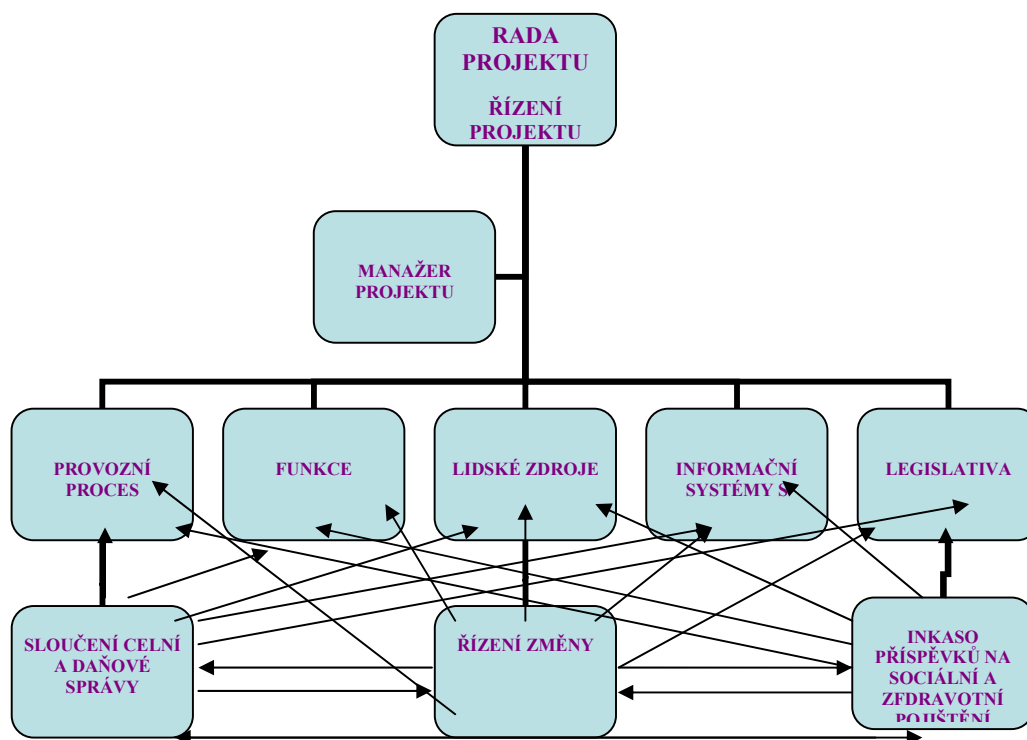 RADA
PROJEKTU
ŘÍZENÍ
PROJEKTU
MANAŽER
PROJEKTU
PROVOZNÍ
PROCES
FUNKCE
LIDSKÉ ZDROJE
INFORMAČNÍ
SYSTÉMY S
LEGISLATIVA
SLOUČENÍ CELNÍ
A DAŇOVÉ
SPRÁVY
ŘÍZENÍ ZMĚNY
INKASO
PŘÍSPĚVKŮ NA
SOCIÁLNÍ A
ZFDRAVOTNÍ
POJIŠTĚNÍ